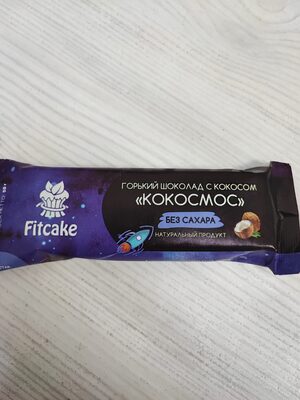 Fitcake
ГОРЬКИЙ ШОКОЛАД С КОКОСОМ
«КОКОСМОС»
БЕЗ САХАРА
НАТУРАЛЬНЫЙ ПРОДУКТ